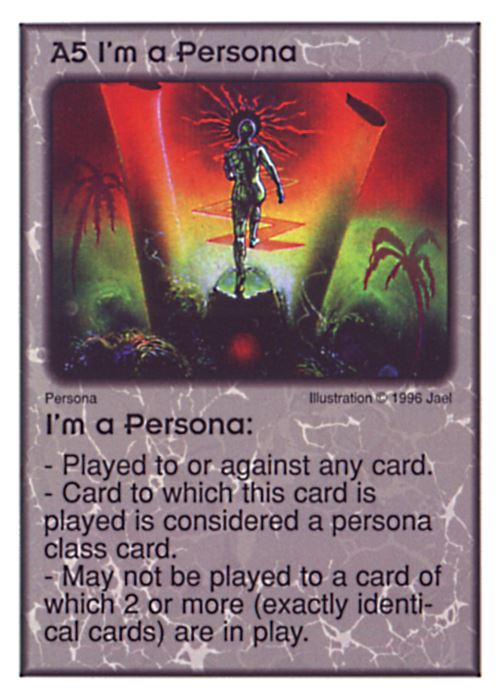 A5 I'm a Persona
Persona
Illustration © 1996 Jael
I'm a Persona:
- Played to or against any card.
- Card to which this card is
played is considered a persona
class card.
- May not be played to a card of
which 2 or more (exactly identi-
cal cards) are in play.